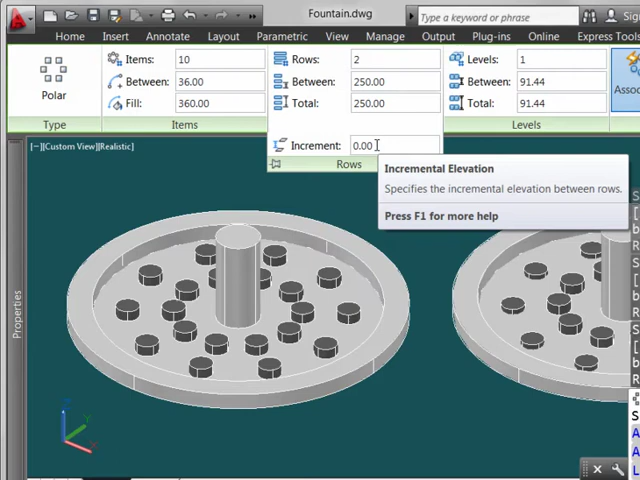 Fountain.dwg
Type a keyword or phrase
Home Insert Annotate Layout Parametric View Manage Output Plug-ins Online Express Tools
Items: 10 Rows: 2 Levels: 1
Between: 36.00 Between: 250.00 Between: 91.44
Polar Fill: 360.00 Total: 250.00 Total: 91.44
Type Items Levels
Increment: 0.00
Rows
[−][Custom View][Realistic]
Incremental Elevation
Specifies the incremental elevation between rows.
Press F1 for more help
Properties
Y
X
Z